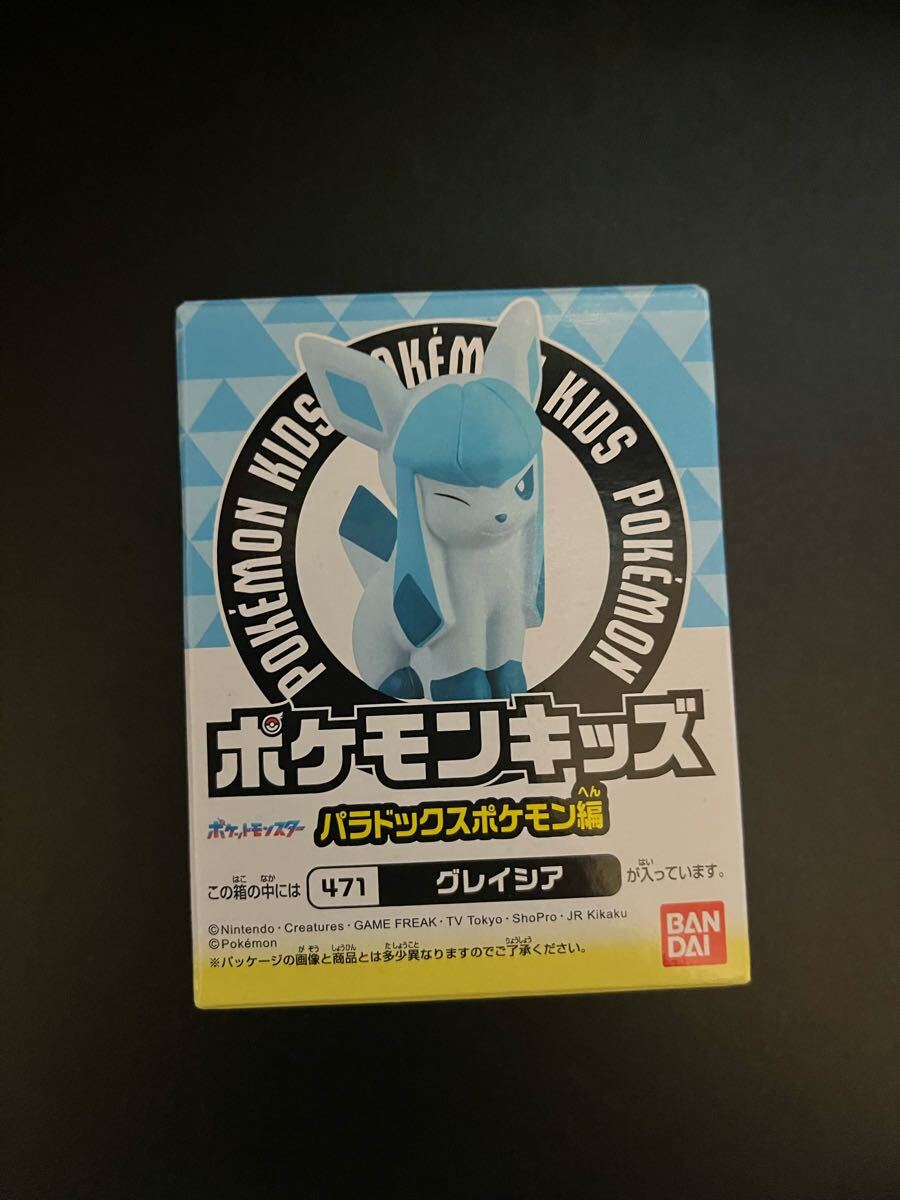 POKÉMON KIDS POKÉMON KIDS POKÉMON
ポケモンキッズ
ポケットモンスター
パラドックスポケモン編
へん
この箱の中には 471 グレイシア が入っています。
はこ なか はい
©Nintendo・Creatures・GAME FREAK・TV Tokyo・ShoPro・JR Kikaku
©Pokémon
がぞう しょうひん たしょうこと りょうしょう
※パッケージの画像と商品とは多少異なりますのでご了承ください。
BAN
DAI